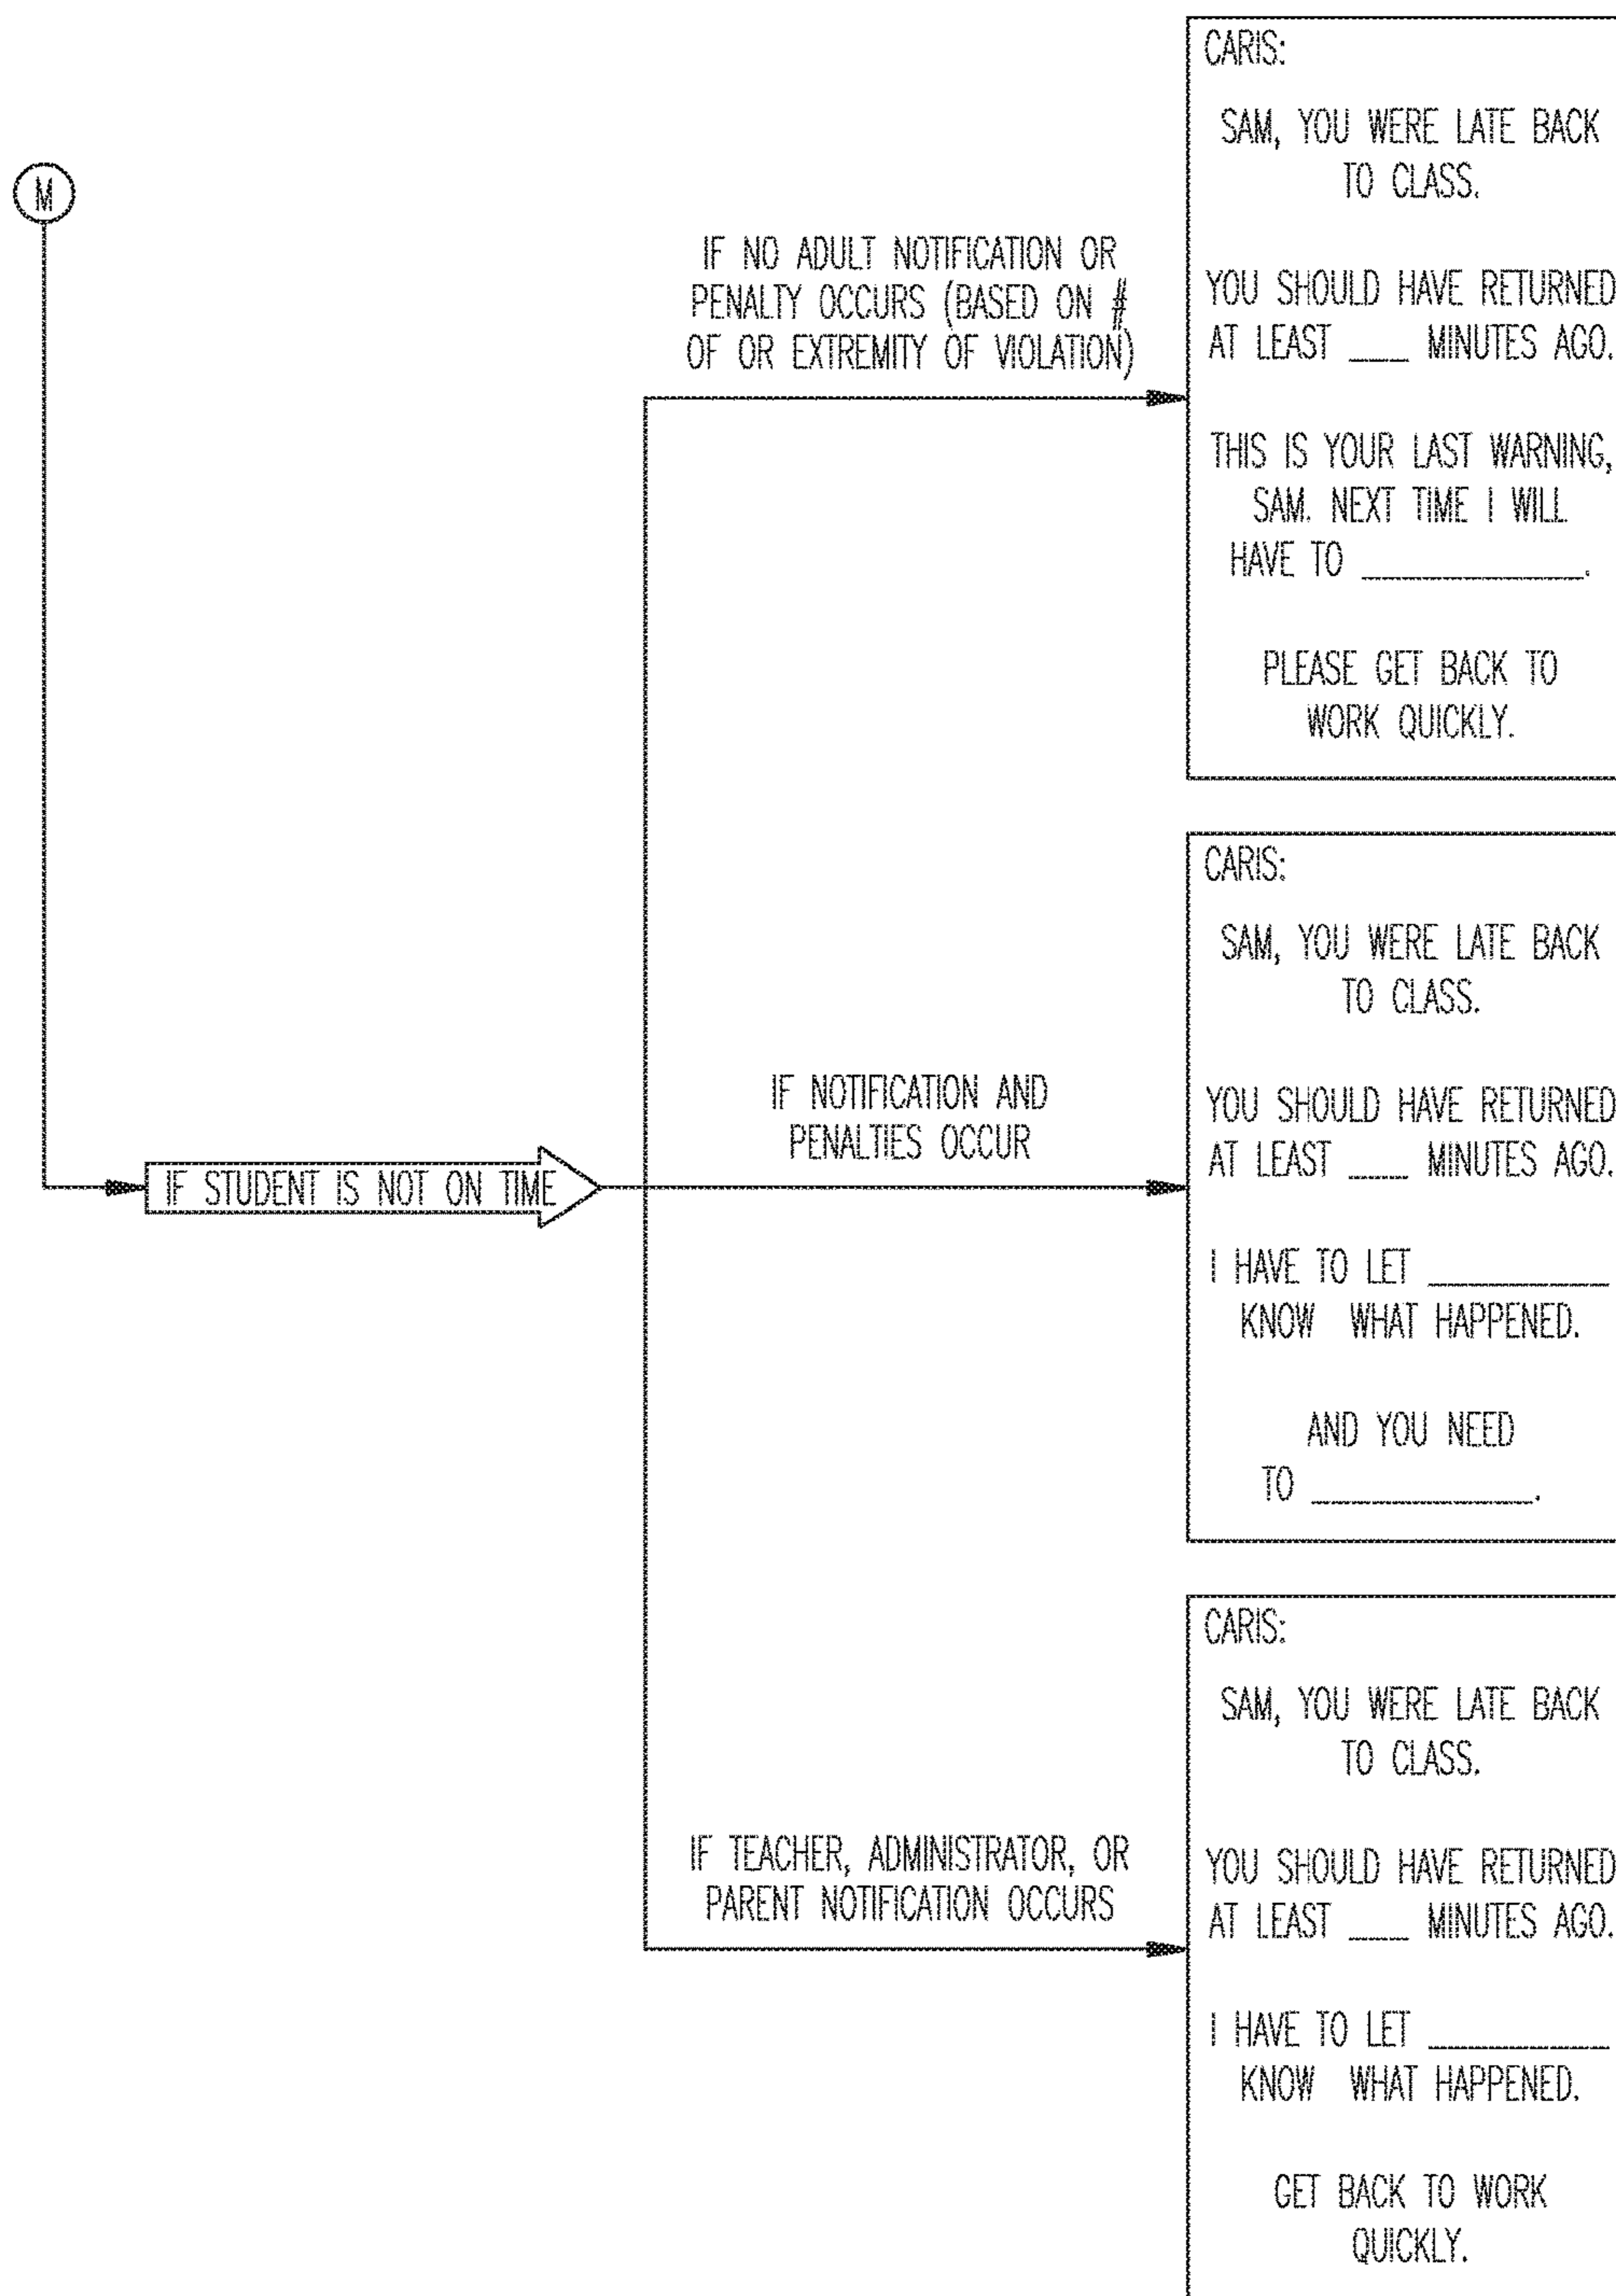 M
IF STUDENT IS NOT ON TIME
IF NO ADULT NOTIFICATION OR
PENALTY OCCURS (BASED ON #
OF OR EXTREMITY OF VIOLATION)
CARIS:
SAM, YOU WERE LATE BACK
TO CLASS.
YOU SHOULD HAVE RETURNED
AT LEAST ___ MINUTES AGO.
THIS IS YOUR LAST WARNING,
SAM. NEXT TIME I WILL
HAVE TO ___________.
PLEASE GET BACK TO
WORK QUICKLY.
IF NOTIFICATION AND
PENALTIES OCCUR
CARIS:
SAM, YOU WERE LATE BACK
TO CLASS.
YOU SHOULD HAVE RETURNED
AT LEAST ___ MINUTES AGO.
I HAVE TO LET _________
KNOW WHAT HAPPENED.
AND YOU NEED
TO ___________.
IF TEACHER, ADMINISTRATOR, OR
PARENT NOTIFICATION OCCURS
CARIS:
SAM, YOU WERE LATE BACK
TO CLASS.
YOU SHOULD HAVE RETURNED
AT LEAST ___ MINUTES AGO.
I HAVE TO LET _________
KNOW WHAT HAPPENED.
GET BACK TO WORK
QUICKLY.